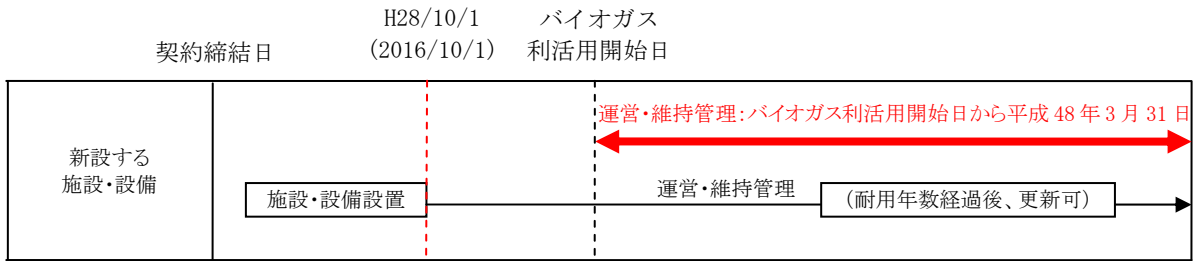 H28/10/1
(2016/10/1)
バイオガス
利活用開始日
契約締結日
運営・維持管理：バイオガス利活用開始日から平成 48 年 3 月 31 日
新設する
施設・設備
施設・設備設置
運営・維持管理
（耐用年数経過後、更新可）